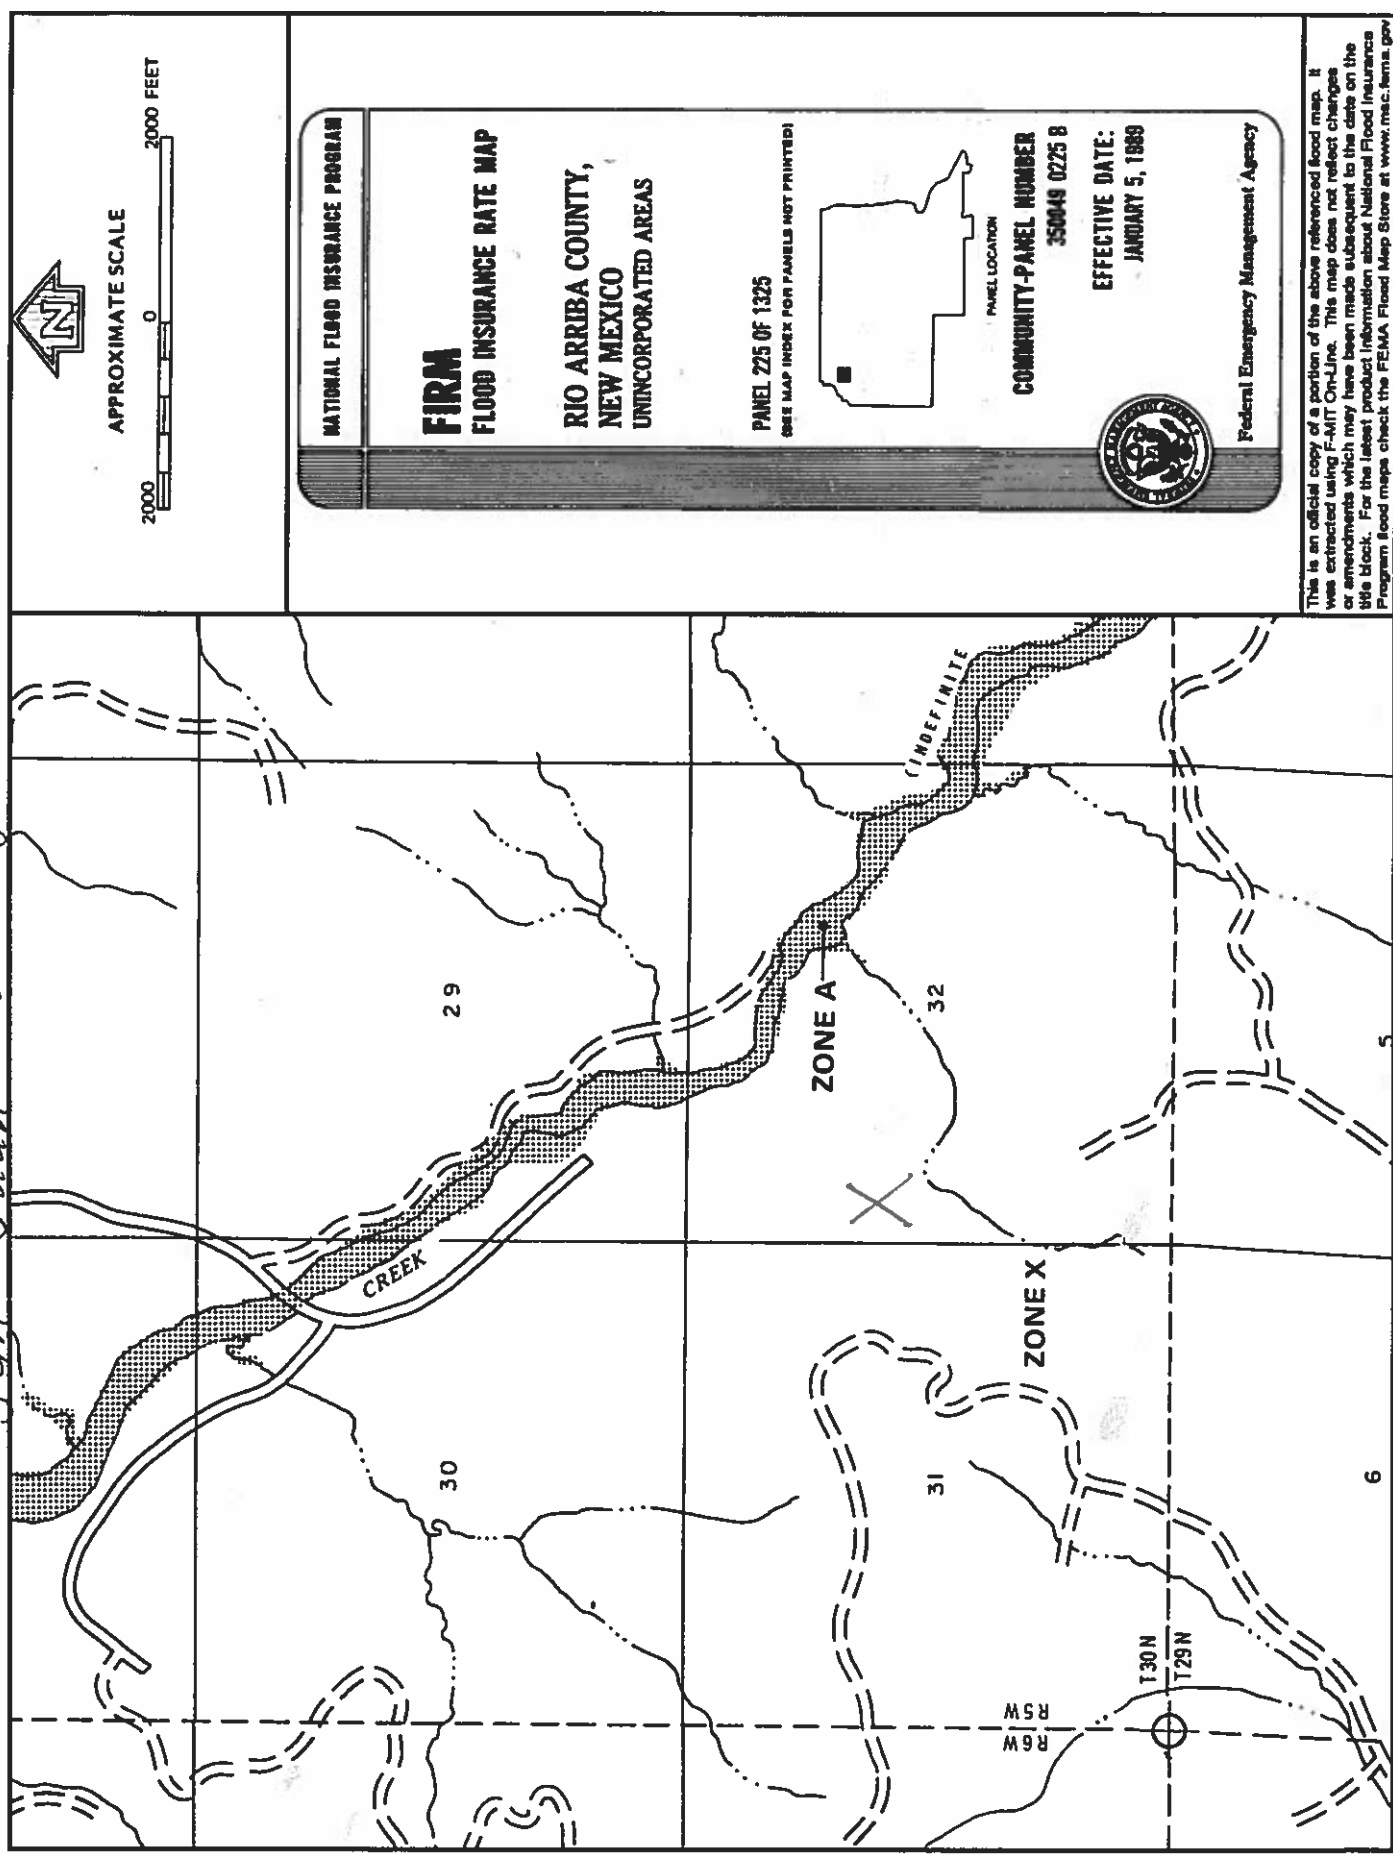 APPROXIMATE SCALE
2000 0 2000 FEET
NATIONAL FLOOD INSURANCE PROGRAM
FIRM
FLOOD INSURANCE RATE MAP
RIO ARRIBA COUNTY,
NEW MEXICO
UNINCORPORATED AREAS
PANEL 225 OF 1325
(SEE MAP INDEX FOR PANELS NOT PRINTED)
PANEL LOCATION
COMMUNITY-PANEL NUMBER
350049 0225 B
EFFECTIVE DATE:
JANUARY 5, 1989
FEDERAL EMERGENCY MANAGEMENT AGENCY
Federal Emergency Management Agency
This is an official copy of a portion of the above referenced flood map. It
was extracted using F-MIT On-Line. This map does not reflect changes
or amendments which may have been made subsequent to the date on the
title block. For the latest product information about National Flood Insurance
Program flood maps check the FEMA Flood Map Store at www.msc.fema.gov
N
CREEK
INDEFINITE
29
30
ZONE A
32
ZONE X
31
R6W R5W
T30N
T29N
5
6